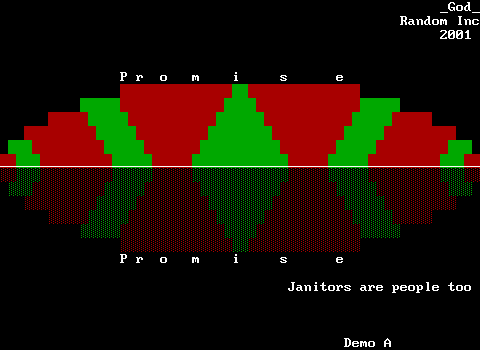 _God_
Random Inc
2001
P r o m i s e
P r o m i s e
Janitors are people too
Demo A